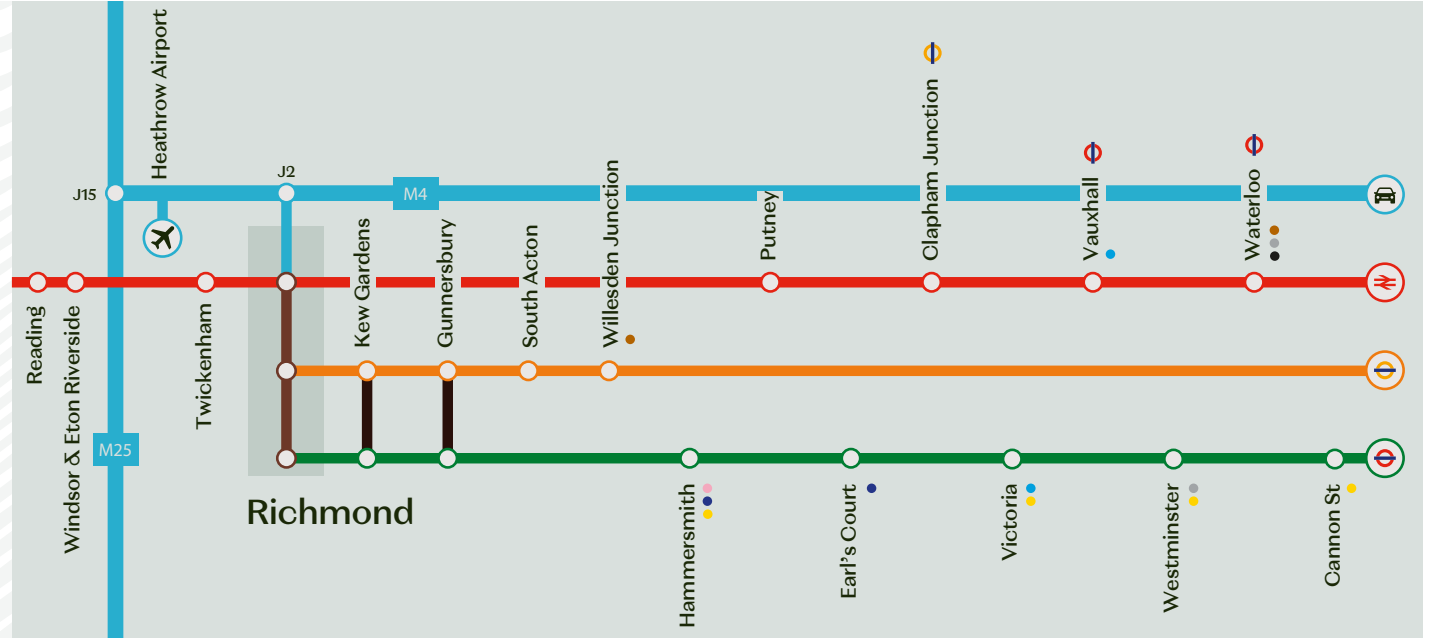 Heathrow Airport
J15
J2
M4
M25
Reading
Windsor & Eton Riverside
Twickenham
Richmond
Kew Gardens
Gunnersbury
South Acton
Willesden Junction
Putney
Clapham Junction
Vauxhall
Waterloo
Hammersmith
Earl's Court
Victoria
Westminster
Cannon St